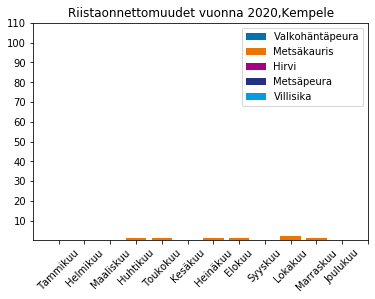 Riistaonnettomuudet vuonna 2020,Kempele
110
100
90
80
70
60
50
40
30
20
10
Valkohäntäpeura
Metsäkauris
Hirvi
Metsäpeura
Villisika
Tammikuu
Helmikuu
Maaliskuu
Huhtikuu
Toukokuu
Kesäkuu
Heinäkuu
Elokuu
Syyskuu
Lokakuu
Marraskuu
Joulukuu